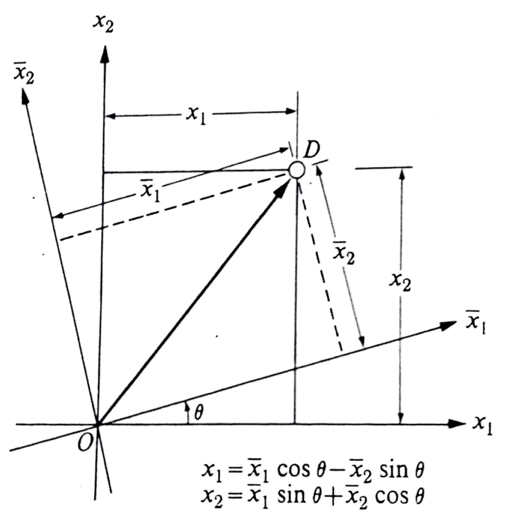 x₂
x̅₂
x₁
D
x̅₁
x̅₂
x₂
x̅₁
θ
O
x₁
x₁ = x̅₁ cos θ − x̅₂ sin θ
x₂ = x̅₁ sin θ + x̅₂ cos θ